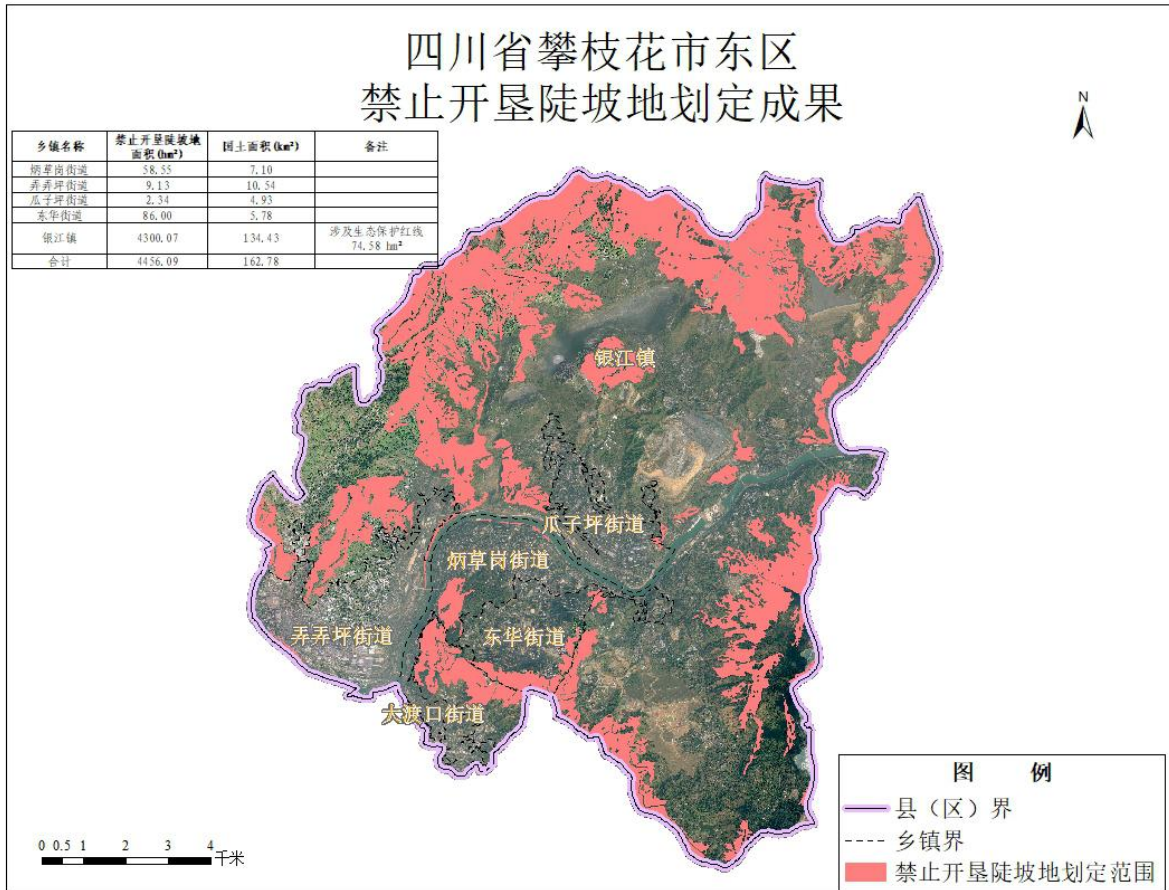 四川省攀枝花市东区
禁止开垦陡坡地划定成果
N
乡镇名称 禁止开垦陡坡地面积(hm²) 国土面积(km²) 备注
炳草岗街道 58.55 7.10
弄弄坪街道 9.13 10.54
瓜子坪街道 2.34 4.93
东华街道 86.00 5.78
银江镇 4300.07 134.43 涉及生态保护红线 74.58 hm²
合计 4456.09 162.78
银江镇
瓜子坪街道
炳草岗街道
弄弄坪街道
东华街道
大渡口街道
图 例
县（区）界
乡镇界
禁止开垦陡坡地划定范围
0 0.5 1 2 3 4
千米